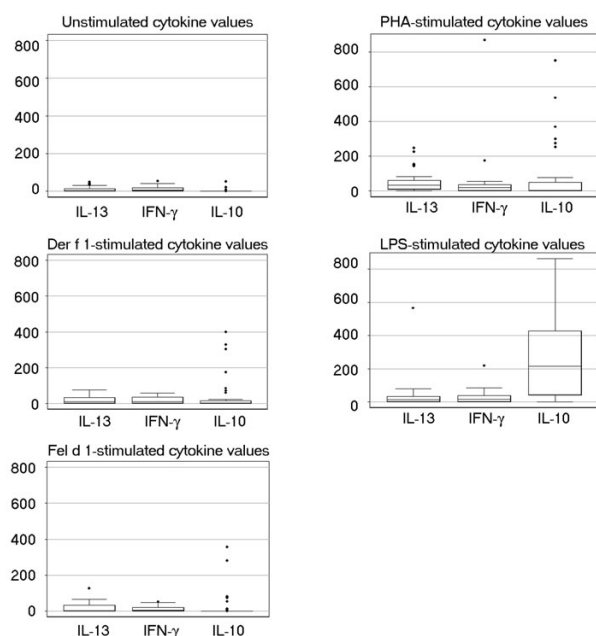 Unstimulated cytokine values
800
600
400
200
0
IL-13 IFN-γ IL-10
PHA-stimulated cytokine values
800
600
400
200
0
IL-13 IFN-γ IL-10
Der f 1-stimulated cytokine values
800
600
400
200
0
IL-13 IFN-γ IL-10
LPS-stimulated cytokine values
800
600
400
200
0
IL-13 IFN-γ IL-10
Fel d 1-stimulated cytokine values
800
600
400
200
0
IL-13 IFN-γ IL-10